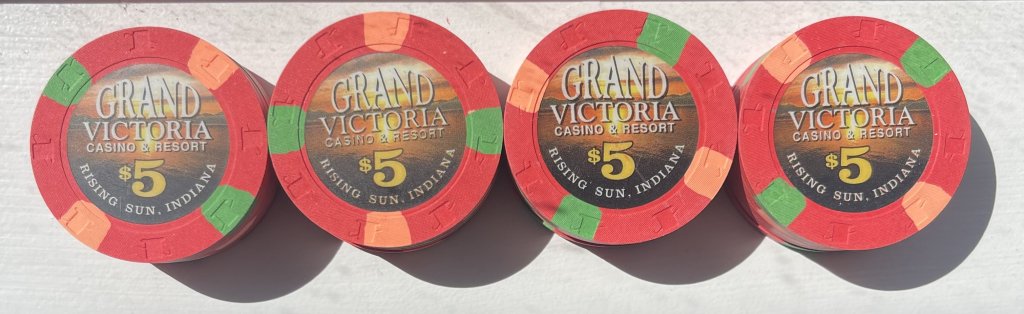 GRAND
VICTORIA
CASINO & RESORT
$5
RISING SUN, INDIANA
GRAND
VICTORIA
CASINO & RESORT
$5
RISING SUN, INDIANA
GRAND
VICTORIA
CASINO & RESORT
$5
RISING SUN, INDIANA
GRAND
VICTORIA
CASINO & RESORT
$5
RISING SUN, INDIANA